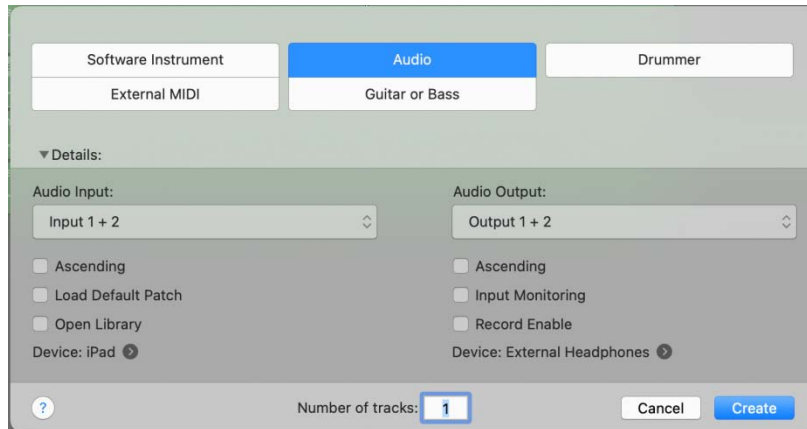 Software Instrument
Audio
Drummer
External MIDI
Guitar or Bass
Details:
Audio Input:
Audio Output:
Input 1 + 2
Output 1 + 2
Ascending
Ascending
Load Default Patch
Input Monitoring
Open Library
Record Enable
Device: iPad
Device: External Headphones
?
Number of tracks: 1
Cancel
Create